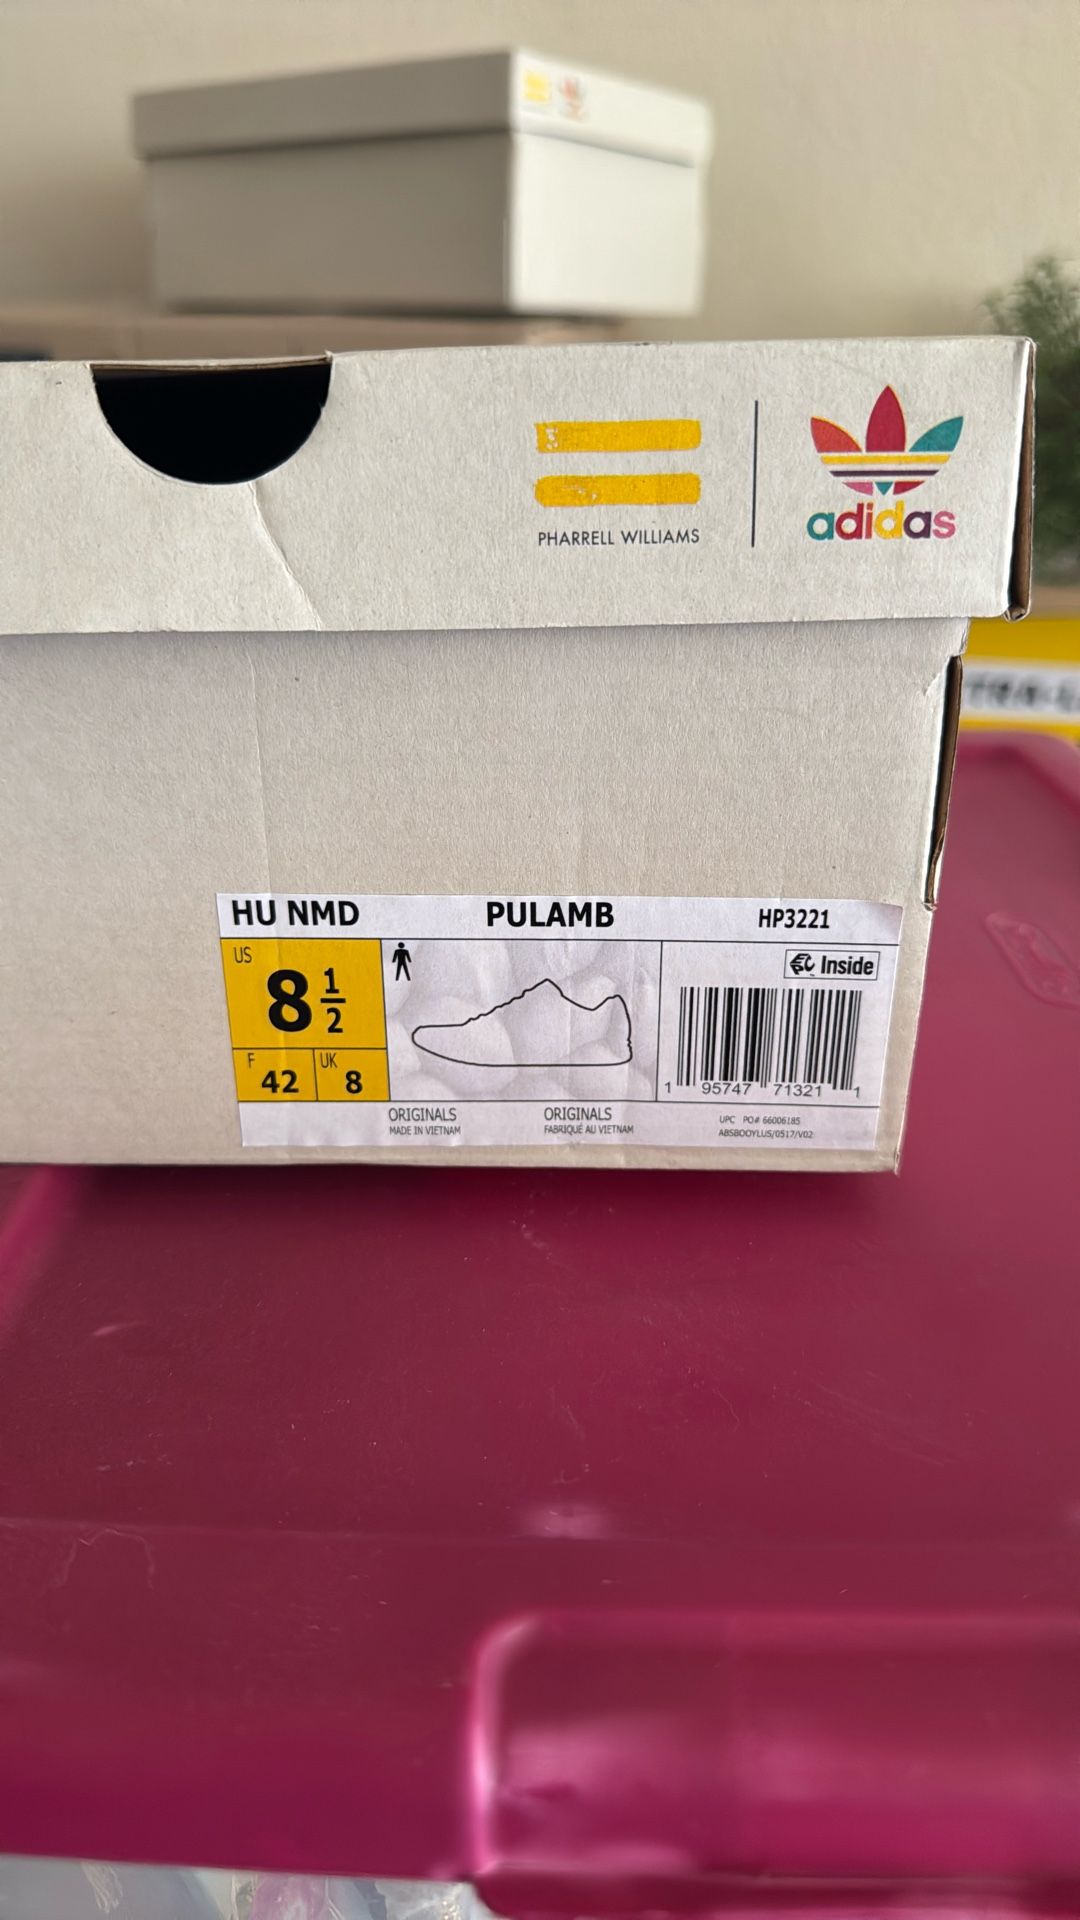 PHARRELL WILLIAMS
adidas
HU NMD PULAMB HP3221
US
8 1/2
F 42 UK 8
Inside
1 95747 71321 1
ORIGINALS
MADE IN VIETNAM
ORIGINALS
FABRIQUÉ AU VIETNAM
UPC PO# 66006185
ABSBOOYLUS/0517/V02